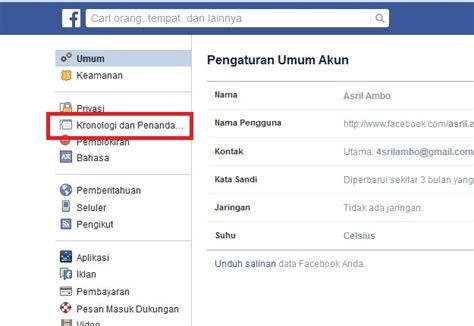 f
Cari orang, tempat, dan lainnya
Umum
Keamanan
Privasi
Kronologi dan Penanda...
Pemblokiran
Bahasa
Pemberitahuan
Seluler
Pengikut
Aplikasi
Iklan
Pembayaran
Pesan Masuk Dukungan
Video
Pengaturan Umum Akun
Nama Asril Ambo
Nama Pengguna http://www.facebook.com/asril.a
Kontak Utama: 4srilambo@gmail.com
Kata Sandi Diperbarui sekitar 3 bulan yang
Jaringan Tidak ada jaringan.
Suhu Celsius
Unduh salinan data Facebook Anda.